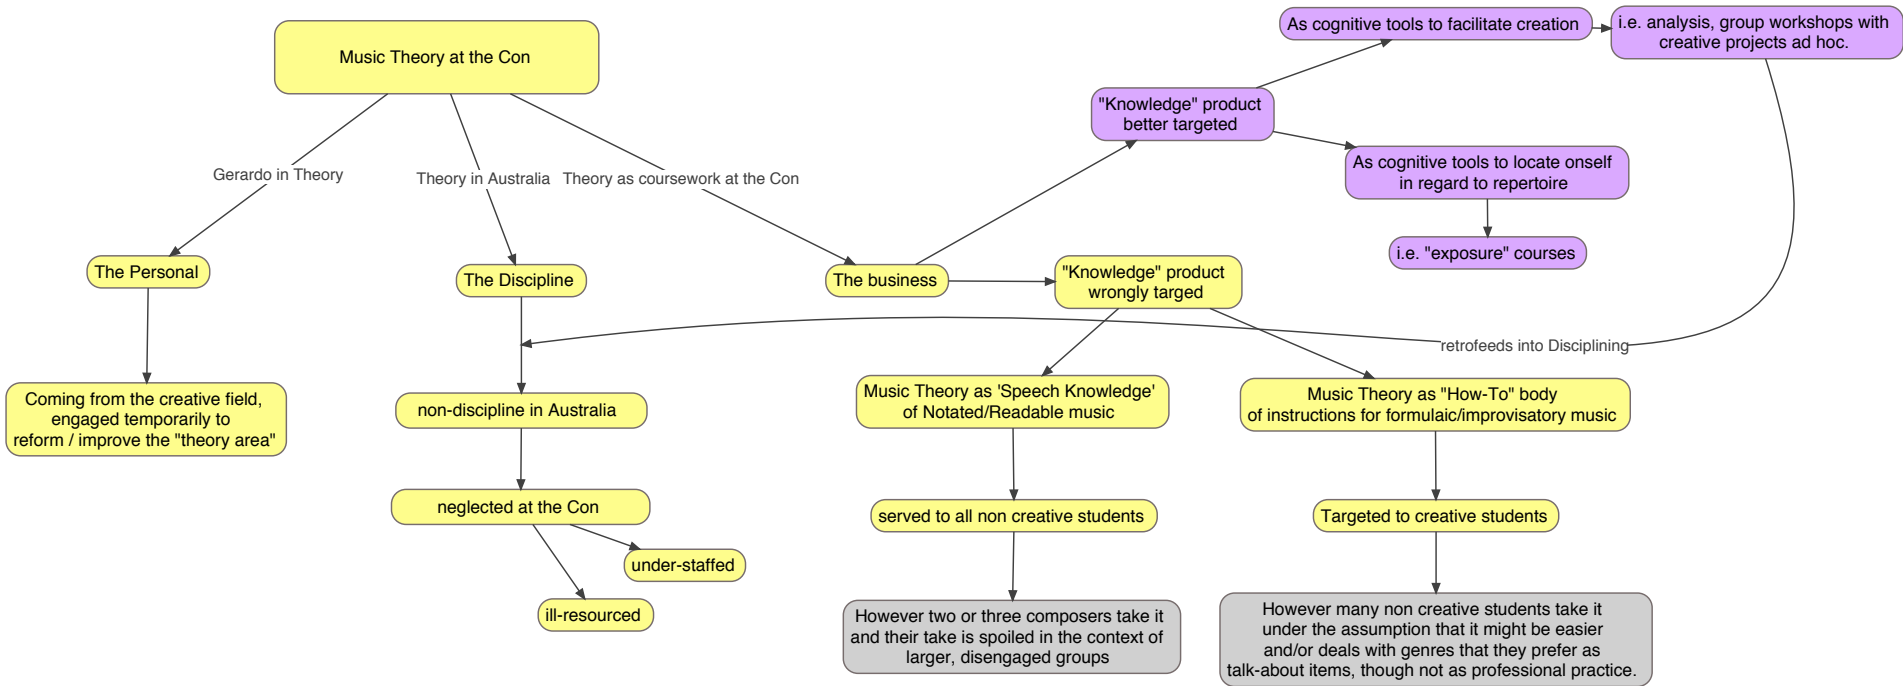 Music Theory at the Con
As cognitive tools to facilitate creation
i.e. analysis, group workshops with
creative projects ad hoc.
"Knowledge" product
better targeted
Gerardo in Theory
Theory in Australia
Theory as coursework at the Con
As cognitive tools to locate onself
in regard to repertoire
i.e. "exposure" courses
The Personal
The Discipline
The business
"Knowledge" product
wrongly targed
retrofeeds into Disciplining
Coming from the creative field,
engaged temporarily to
reform / improve the "theory area"
non-discipline in Australia
Music Theory as 'Speech Knowledge'
of Notated/Readable music
Music Theory as "How-To" body
of instructions for formulaic/improvisatory music
neglected at the Con
served to all non creative students
Targeted to creative students
under-staffed
ill-resourced
However two or three composers take it
and their take is spoiled in the context of
larger, disengaged groups
However many non creative students take it
under the assumption that it might be easier
and/or deals with genres that they prefer as
talk-about items, though not as professional practice.